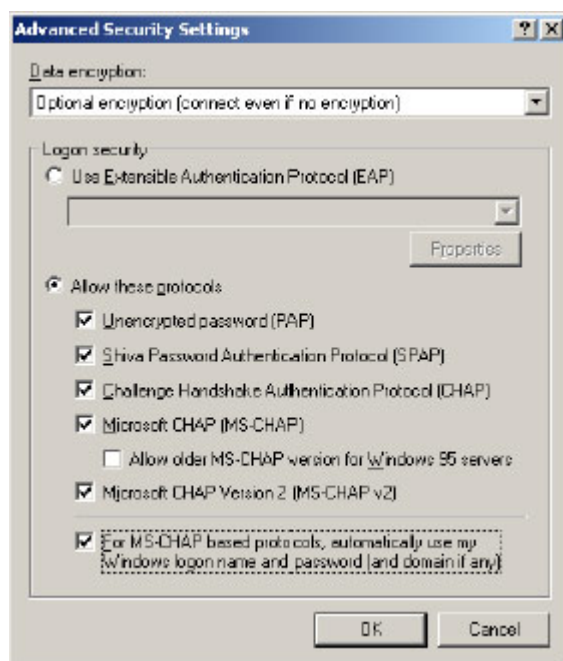 Advanced Security Settings
Data encryption:
Optional encryption (connect even if no encryption)
Logon security
Use Extensible Authentication Protocol (EAP)
Properties
Allow these protocols
Unencrypted password (PAP)
Shiva Password Authentication Protocol (SPAP)
Challenge Handshake Authentication Protocol (CHAP)
Microsoft CHAP (MS-CHAP)
Allow older MS-CHAP version for Windows 95 servers
Microsoft CHAP Version 2 (MS-CHAP v2)
For MS-CHAP based protocols, automatically use my
Windows logon name and password (and domain if any)
OK Cancel